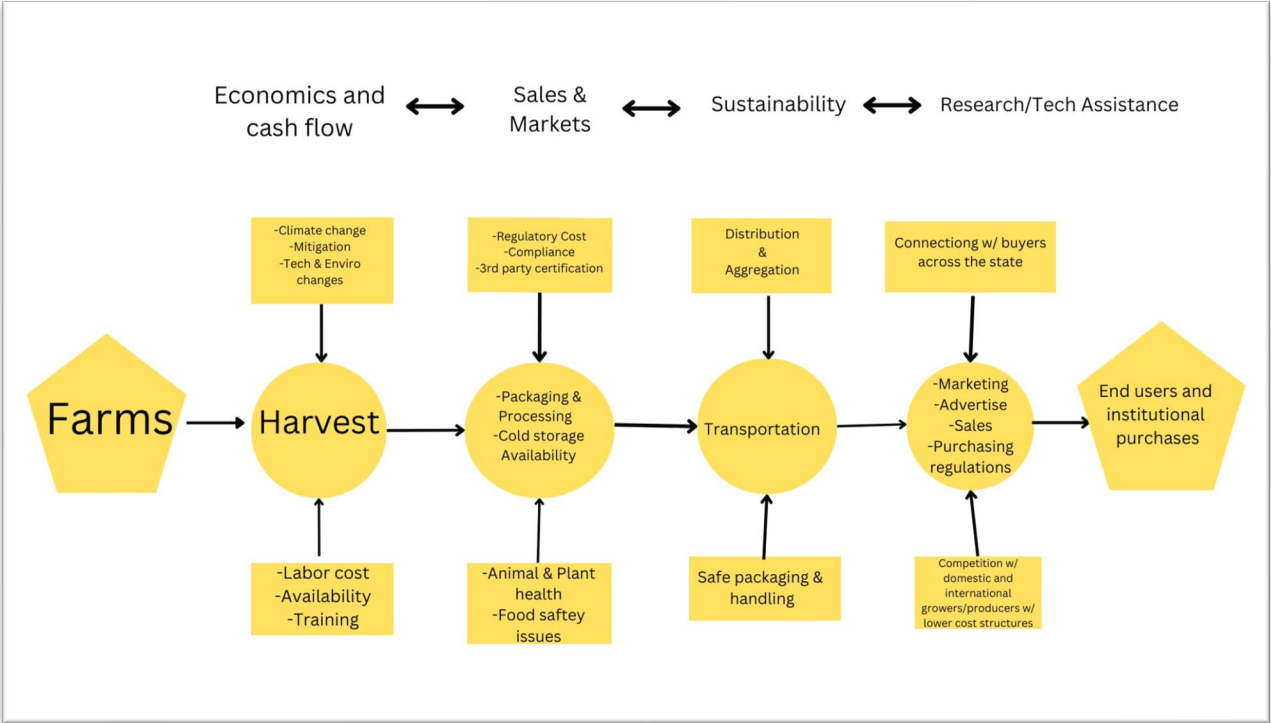 Economics and
cash flow
Sales &
Markets
Sustainability
Research/Tech Assistance
-Climate change
-Mitigation
-Tech & Enviro
changes
-Regulatory Cost
-Compliance
-3rd party certification
Distribution
&
Aggregation
Connectiong w/ buyers
across the state
Farms
Harvest
-Packaging &
Processing
-Cold storage
Availability
Transportation
-Marketing
-Advertise
-Sales
-Purchasing
regulations
End users and
institutional
purchases
-Labor cost
-Availability
-Training
-Animal & Plant
health
-Food saftey
issues
Safe packaging &
handling
Competition w/
domestic and
international
growers/producers w/
lower cost structures